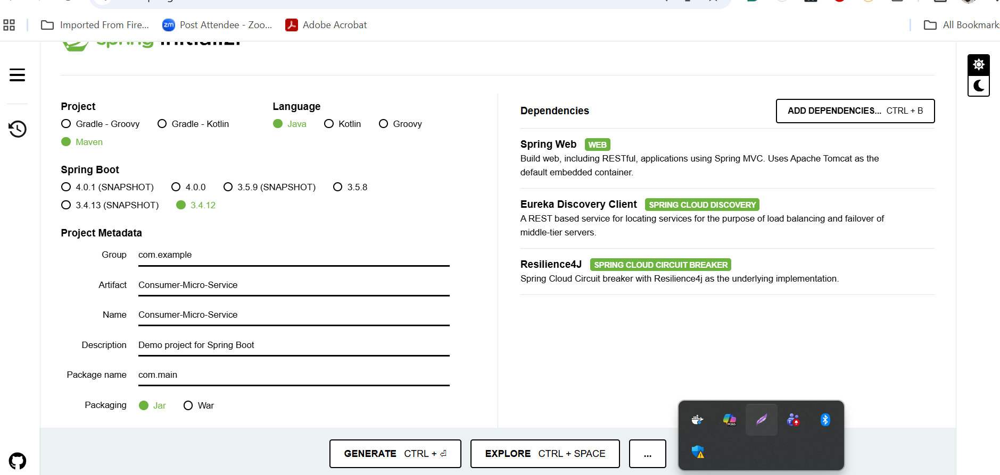 Imported From Fire...
zm Post Attendee - Zoo...
Adobe Acrobat
All Bookmarks
spring initializr
Project
Gradle - Groovy
Gradle - Kotlin
Maven
Language
Java
Kotlin
Groovy
Spring Boot
4.0.1 (SNAPSHOT)
4.0.0
3.5.9 (SNAPSHOT)
3.5.8
3.4.13 (SNAPSHOT)
3.4.12
Project Metadata
Group com.example
Artifact Consumer-Micro-Service
Name Consumer-Micro-Service
Description Demo project for Spring Boot
Package name com.main
Packaging Jar War
Dependencies
ADD DEPENDENCIES... CTRL + B
Spring Web WEB
Build web, including RESTful, applications using Spring MVC. Uses Apache Tomcat as the
default embedded container.
Eureka Discovery Client SPRING CLOUD DISCOVERY
A REST based service for locating services for the purpose of load balancing and failover of
middle-tier servers.
Resilience4J SPRING CLOUD CIRCUIT BREAKER
Spring Cloud Circuit breaker with Resilience4j as the underlying implementation.
GENERATE CTRL + ⏎
EXPLORE CTRL + SPACE
...
M365
T